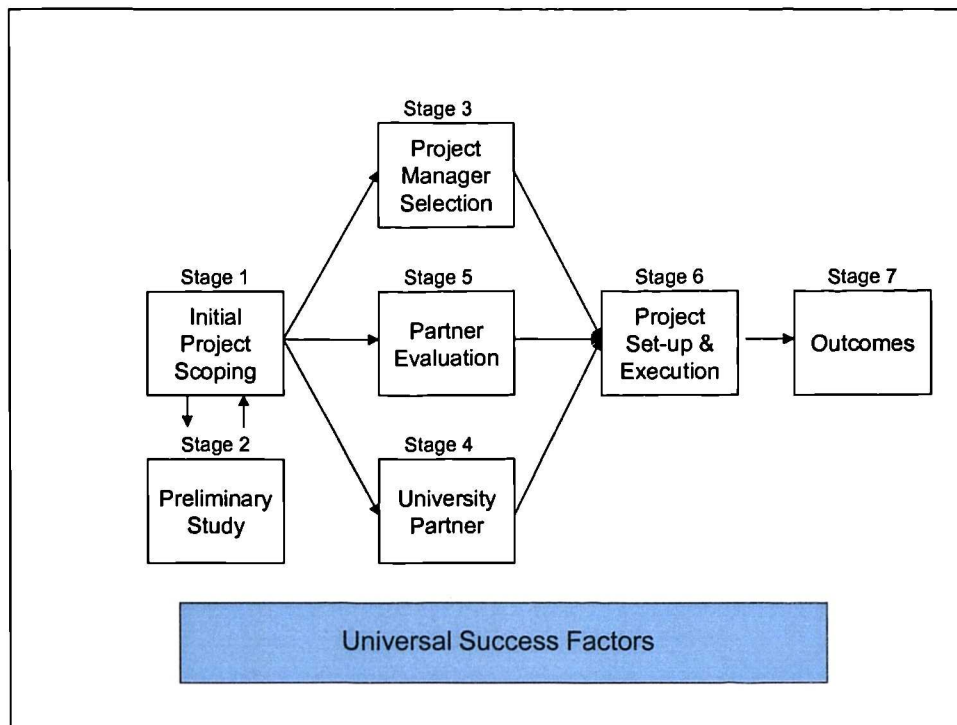 Stage 3
Project
Manager
Selection
Stage 1
Initial
Project
Scoping
Stage 5
Partner
Evaluation
Stage 6
Project
Set-up &
Execution
Stage 7
Outcomes
Stage 2
Preliminary
Study
Stage 4
University
Partner
Universal Success Factors